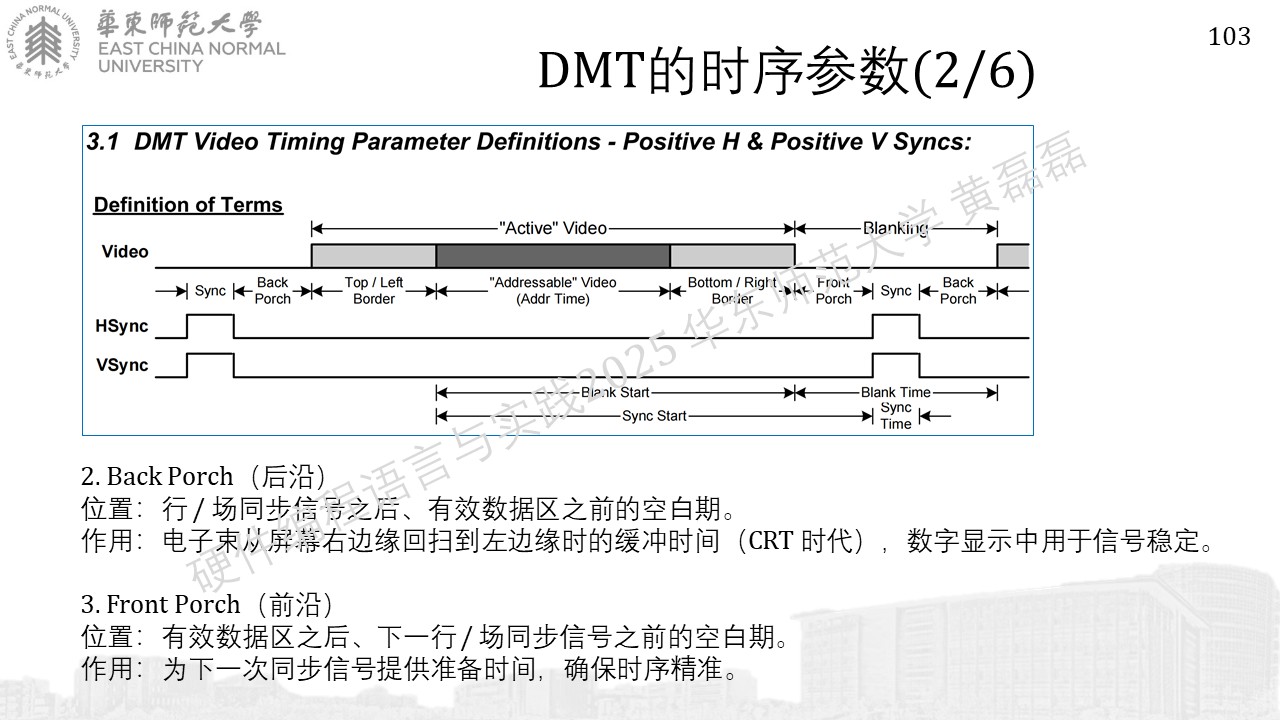 華東師範大學
EAST CHINA NORMAL
UNIVERSITY
EAST CHINA NORMAL UNIVERSITY
華東師範大學
103
DMT的时序参数(2/6)
3.1 DMT Video Timing Parameter Definitions - Positive H & Positive V Syncs:
Definition of Terms
"Active" Video
Blanking
Video
Sync
Back
Porch
Top / Left
Border
"Addressable" Video
(Addr Time)
Bottom / Right
Border
Front
Porch
Sync
Back
Porch
HSync
VSync
Blank Start
Blank Time
Sync Start
Sync
Time
2. Back Porch（后沿）
位置：行 / 场同步信号之后、有效数据区之前的空白期。
作用：电子束从屏幕右边缘回扫到左边缘时的缓冲时间（CRT 时代），数字显示中用于信号稳定。
3. Front Porch（前沿）
位置：有效数据区之后、下一行 / 场同步信号之前的空白期。
作用：为下一次同步信号提供准备时间，确保时序精准。
硬件编程语言与实践2025 华东师范大学 黄磊磊